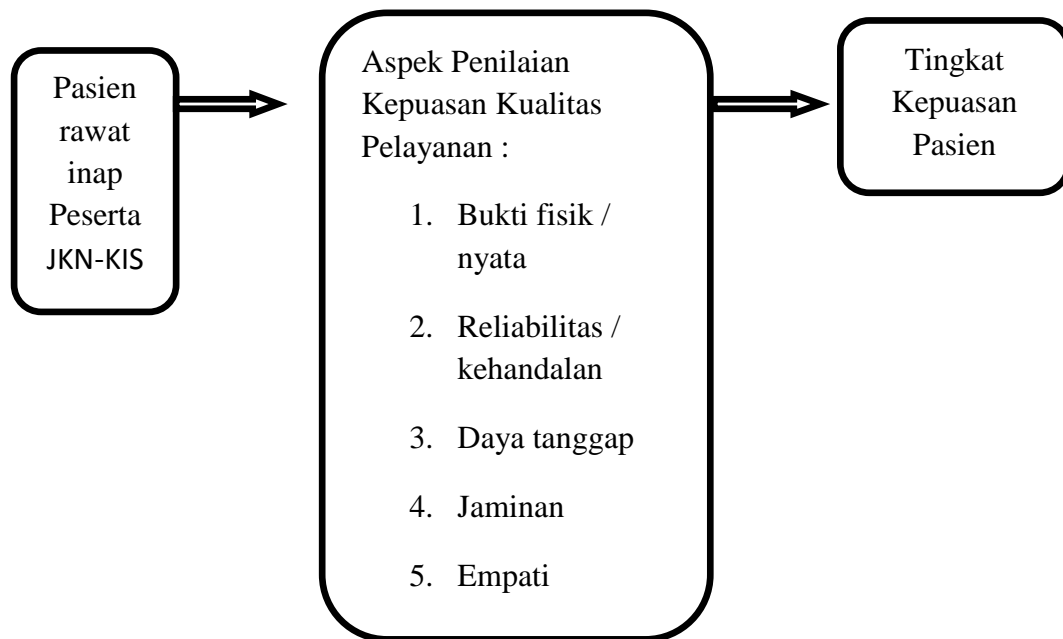 Pasien
rawat
inap
Peserta
JKN-KIS
Aspek Penilaian
Kepuasan Kualitas
Pelayanan :
1. Bukti fisik /
nyata
2. Reliabilitas /
kehandalan
3. Daya tanggap
4. Jaminan
5. Empati
Tingkat
Kepuasan
Pasien